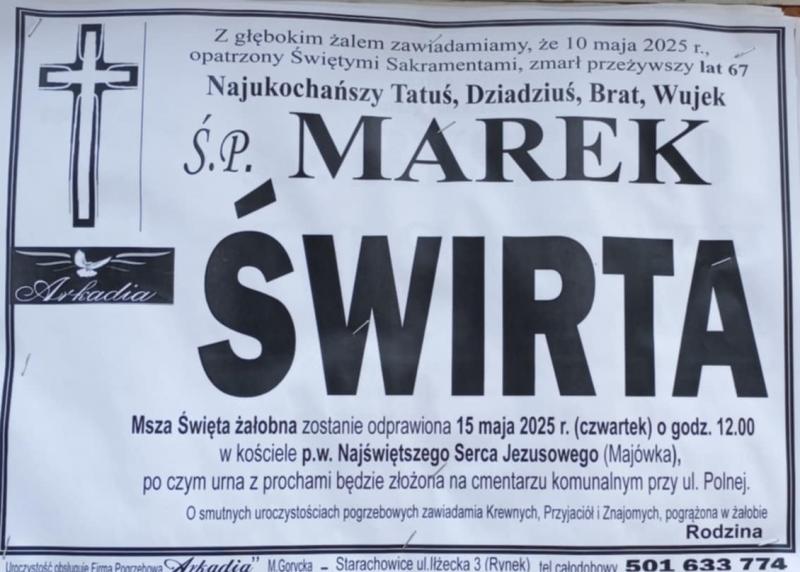 Z głębokim żalem zawiadamiamy, że 10 maja 2025 r.,
opatrzony Świętymi Sakramentami, zmarł przeżywszy lat 67
Najukochańszy Tatuś, Dziadziuś, Brat, Wujek
Ś.P. MAREK
ŚWIRTA
Arkadia
Msza Święta żałobna zostanie odprawiona 15 maja 2025 r. (czwartek) o godz. 12.00
w kościele p.w. Najświętszego Serca Jezusowego (Majówka),
po czym urna z prochami będzie złożona na cmentarzu komunalnym przy ul. Polnej.
O smutnych uroczystościach pogrzebowych zawiadamia Krewnych, Przyjaciół i Znajomych, pogrążona w żałobie
Rodzina
Uroczystość obsługuje Firma Pogrzebowa "Arkadia" M.Gorycka – Starachowice ul.Iłżecka 3 (Rynek) tel.całodobowy 501 633 774